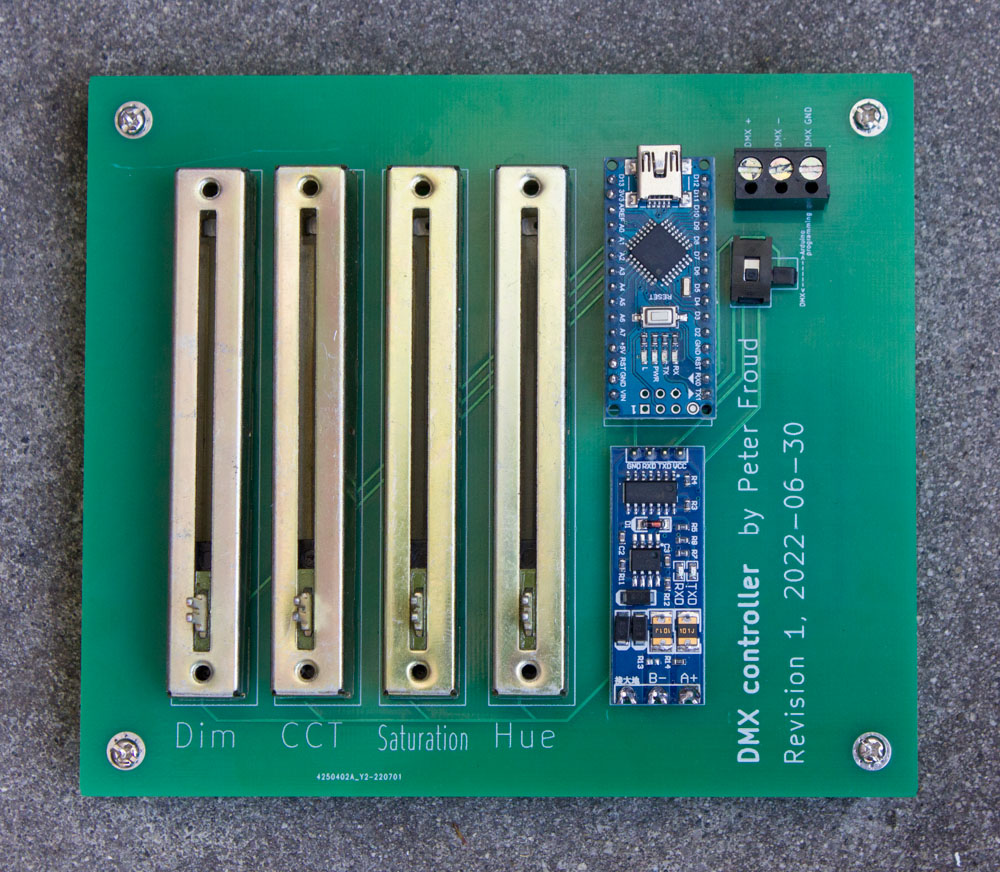 DMX +
DMX -
DMX GND
DMX<----->Arduino
programming
D13
3V3
AREF
A0
A1
A2
A3
A4
A5
A6
A7
+5V
RST
GND
VIN
D12
D11
D10
D9
D8
D7
D6
D5
D4
D3
D2
GND
RST
RX0
TX1
RESET
L
PWR
TX
RX
1
GND RXD TXD VCC
R4
R3
D1
R5
R8
R7
C2
C3
R11
R12
RXD
TXD
101J
R13
R14
接大地 B- A+
DMX controller by Peter Froud
Revision 1, 2022-06-30
Dim CCT Saturation Hue
4250402A_Y2-220701